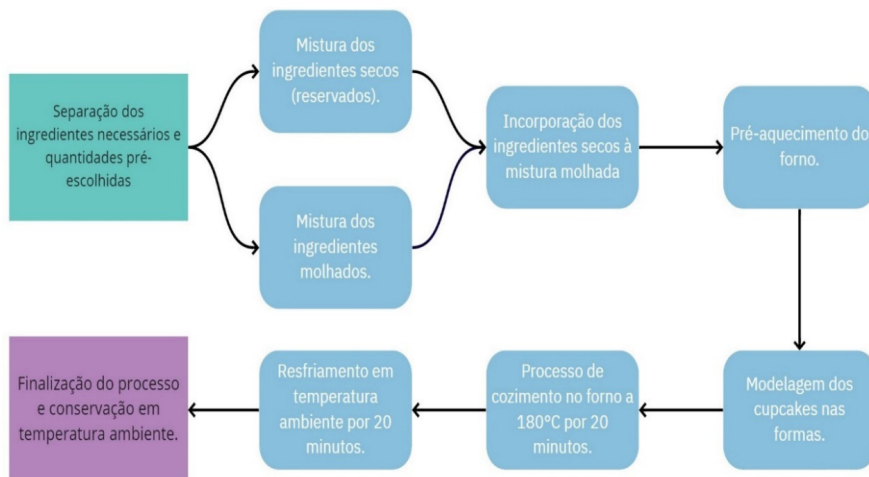 Separação dos
ingredientes necessários e
quantidades pré-
escolhidas
Mistura dos
ingredientes secos
(reservados).
Mistura dos
ingredientes
molhados.
Incorporação dos
ingredientes secos à
mistura molhada
Pré-aquecimento do
forno.
Modelagem dos
cupcakes nas
formas.
Processo de
cozimento no forno a
180°C por 20
minutos.
Resfriamento em
temperatura
ambiente por 20
minutos.
Finalização do processo
e conservação em
temperatura ambiente.